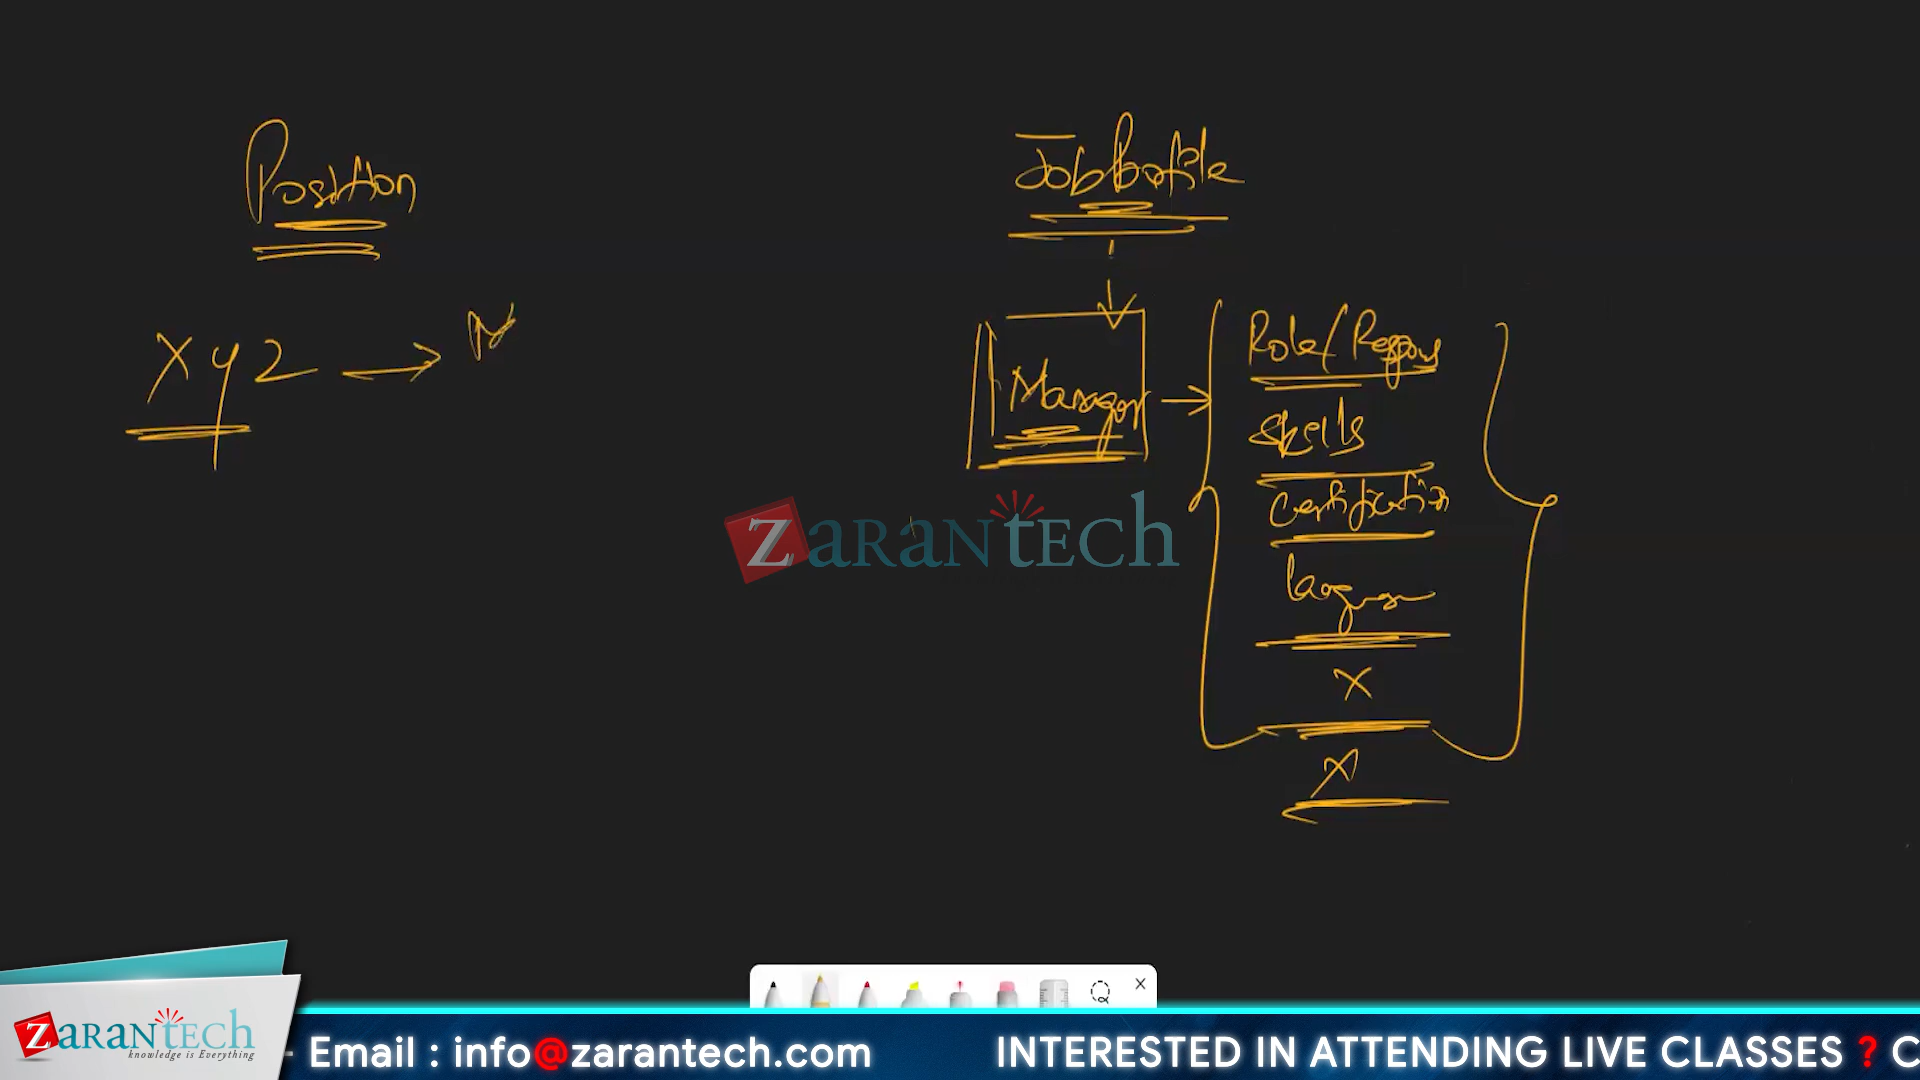 Position
Job Profile
Xyz → M
Manager →
Role/Respons
Skills
Certification
language
X
X
ZARANTECH
ZARANTECH
knowledge is Everything
Email : info@zarantech.com
INTERESTED IN ATTENDING LIVE CLASSES ? C